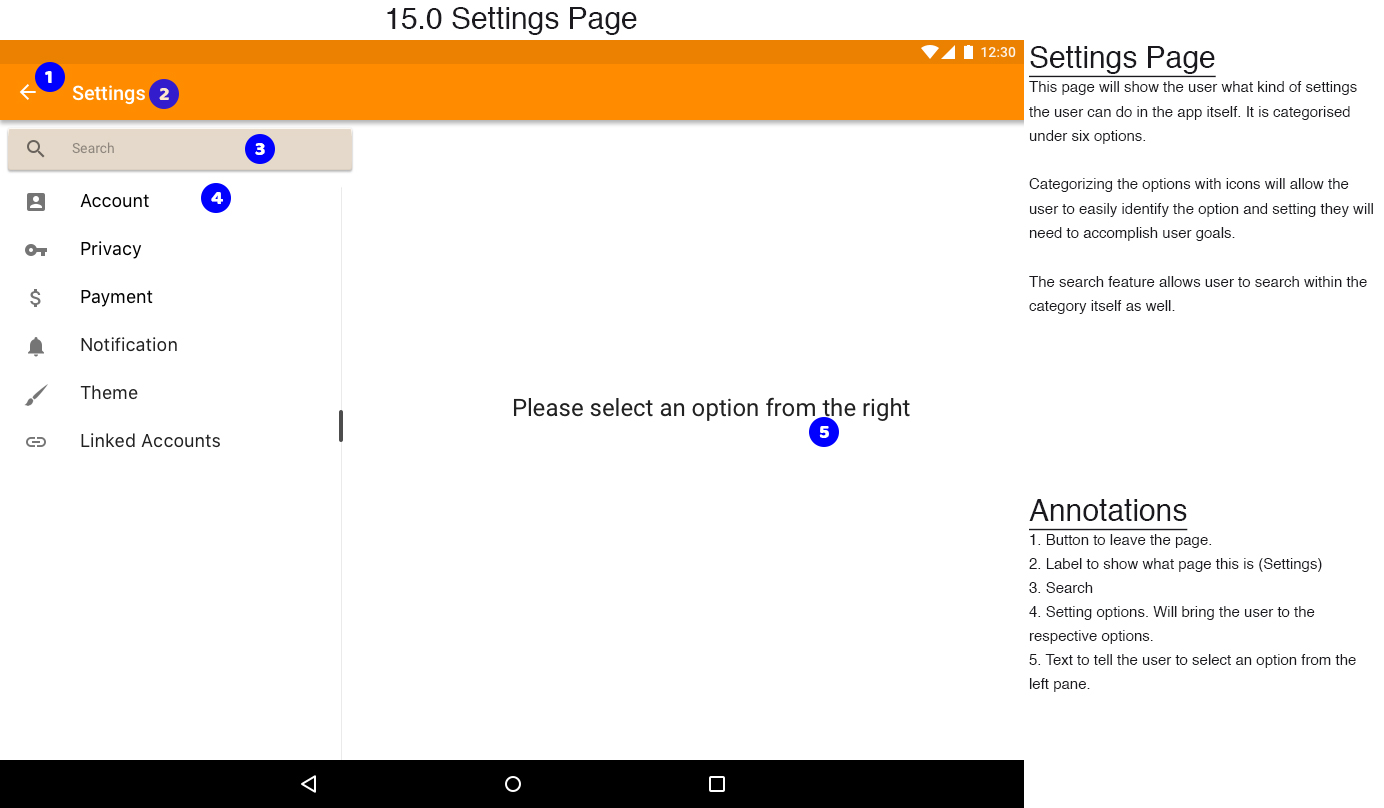 15.0 Settings Page
12:30
1
Settings 2
Search 3
Account 4
Privacy
Payment
Notification
Theme
Linked Accounts
Please select an option from the right
5
Settings Page
This page will show the user what kind of settings
the user can do in the app itself. It is categorised
under six options.
Categorizing the options with icons will allow the
user to easily identify the option and setting they will
need to accomplish user goals.
The search feature allows user to search within the
category itself as well.
Annotations
1. Button to leave the page.
2. Label to show what page this is (Settings)
3. Search
4. Setting options. Will bring the user to the
respective options.
5. Text to tell the user to select an option from the
left pane.